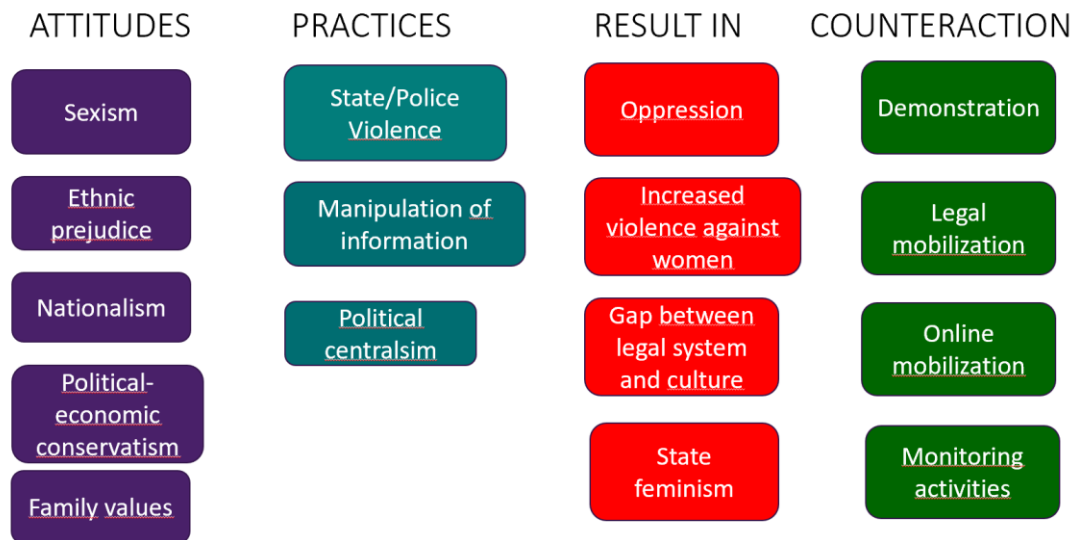 ATTITUDES
Sexism
Ethnic
prejudice
Nationalism
Political-
economic
conservatism
Family values
PRACTICES
State/Police
Violence
Manipulation of
information
Political
centralsim
RESULT IN
Oppression
Increased
violence against
women
Gap between
legal system
and culture
State
feminism
COUNTERACTION
Demonstration
Legal
mobilization
Online
mobilization
Monitoring
activities